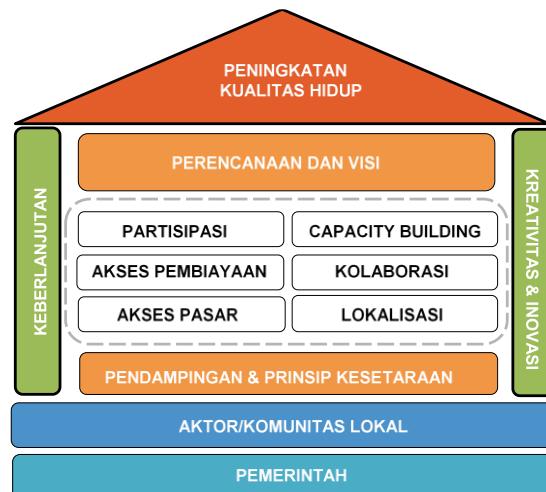 PENINGKATAN
KUALITAS HIDUP
PERENCANAAN DAN VISI
KEBERLANJUTAN
PARTISIPASI
CAPACITY BUILDING
AKSES PEMBIAYAAN
KOLABORASI
AKSES PASAR
LOKALISASI
KREATIVITAS & INOVASI
PENDAMPINGAN & PRINSIP KESETARAAN
AKTOR/KOMUNITAS LOKAL
PEMERINTAH